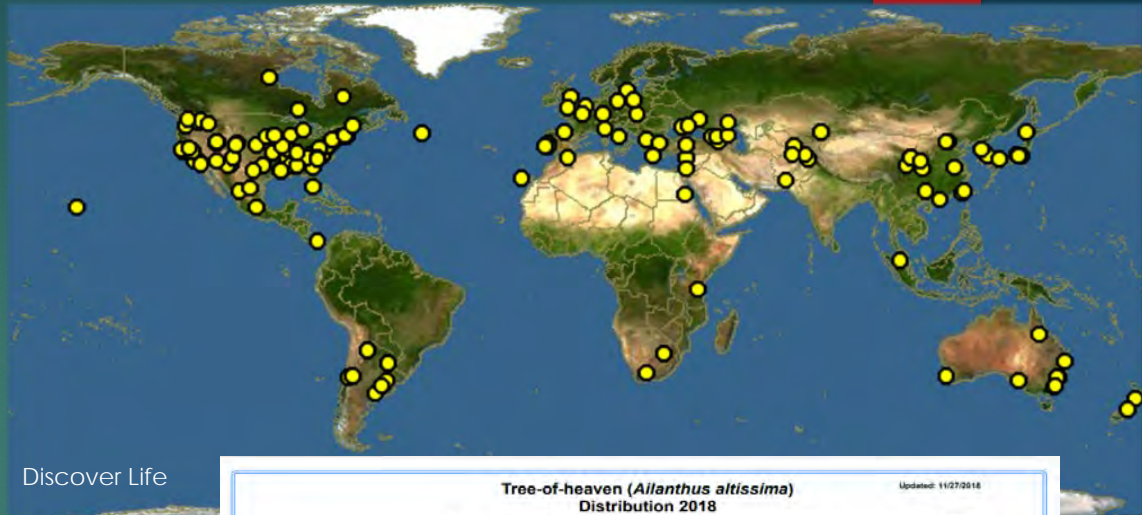 Discover Life
Tree-of-heaven (Ailanthus altissima)
Updated: 11/27/2018
Distribution 2018